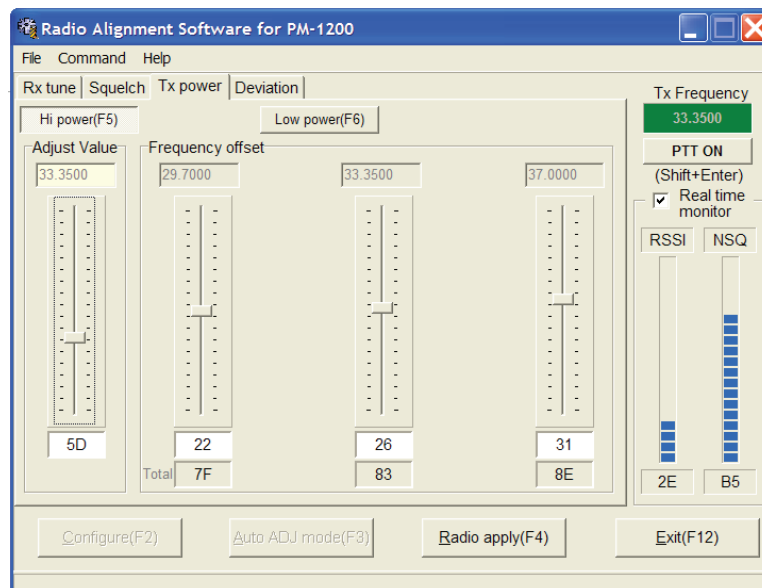 Radio Alignment Software for PM-1200
File Command Help
Rx tune Squelch Tx power Deviation
Hi power(F5) Low power(F6)
Adjust Value Frequency offset
33.3500 29.7000 33.3500 37.0000
5D 22 26 31
Total 7F 83 8E
Tx Frequency
33.3500
PTT ON
(Shift+Enter)
Real time
monitor
RSSI NSQ
2E B5
Configure(F2) Auto ADJ mode(F3) Radio apply(F4) Exit(F12)